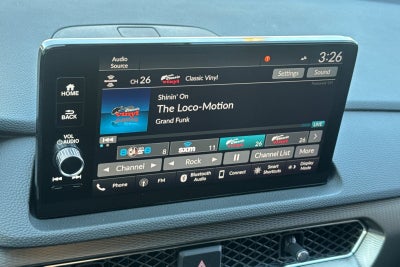 Audio
Source
3:26
HOME
CH 26
Classic Vinyl
Settings
Sound
BACK
Shinin' On
The Loco-Motion
Grand Funk
VOL
AUDIO
LIVE
8
sxm
11
26
26
Channel
Rock
Channel List
More
Phone
FM
Bluetooth Audio
Connect
Smart
Shortcuts
Display
Mode